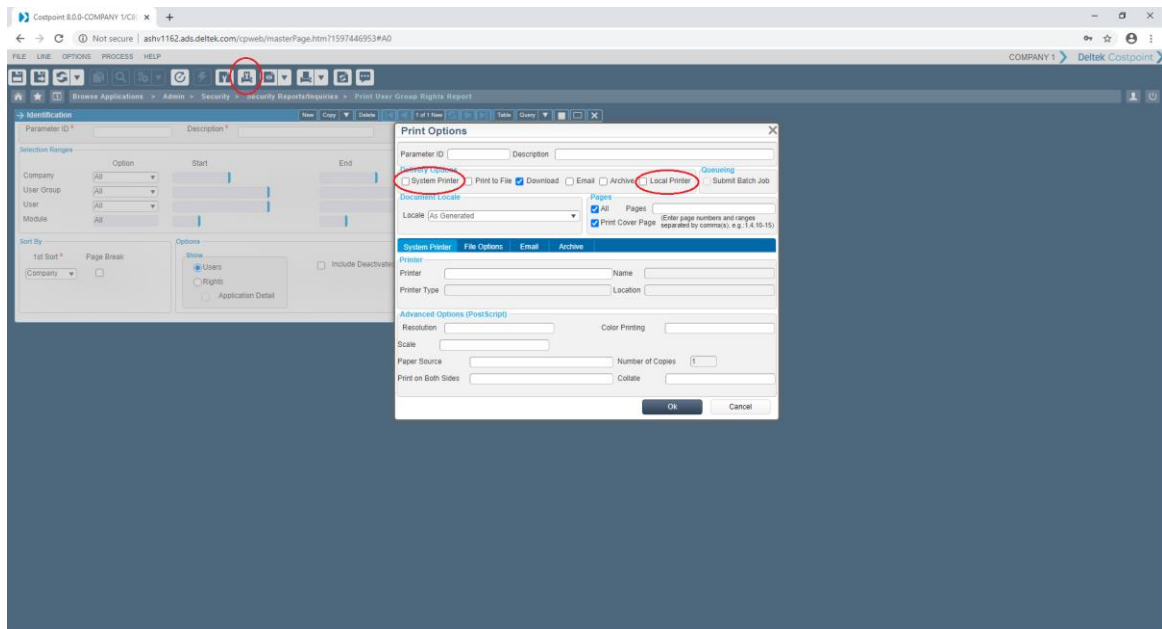 Costpoint 8.0.0-COMPANY 1/C
Not secure | ashv1162.ads.deltek.com/cpweb/masterPage.htm?1597446953#A0
FILE LINE OPTIONS PROCESS HELP
COMPANY 1 Deltek Costpoint
Browse Applications > Admin > Security > Security Reports/Inquiries > Print User Group Rights Report
Identification
New Copy Delete 1 of 1 New Table Query
Parameter ID * Description *
Selection Ranges
Option Start End
Company All
User Group All
User All
Module All
Sort By
Options
1st Sort * Page Break
Company
Show
Users
Rights
Application Detail
Include Deactivate
Print Options
Parameter ID Description
Delivery Options Queueing
System Printer Print to File Download Email Archive Local Printer Submit Batch Job
Document Locale
Locale As Generated
Pages
All Pages
Print Cover Page (Enter page numbers and ranges
separated by comma(s), e.g.:1,4,10-15)
System Printer File Options Email Archive
Printer
Printer Name
Printer Type Location
Advanced Options (PostScript)
Resolution Color Printing
Scale
Paper Source Number of Copies 1
Print on Both Sides Collate
Ok Cancel